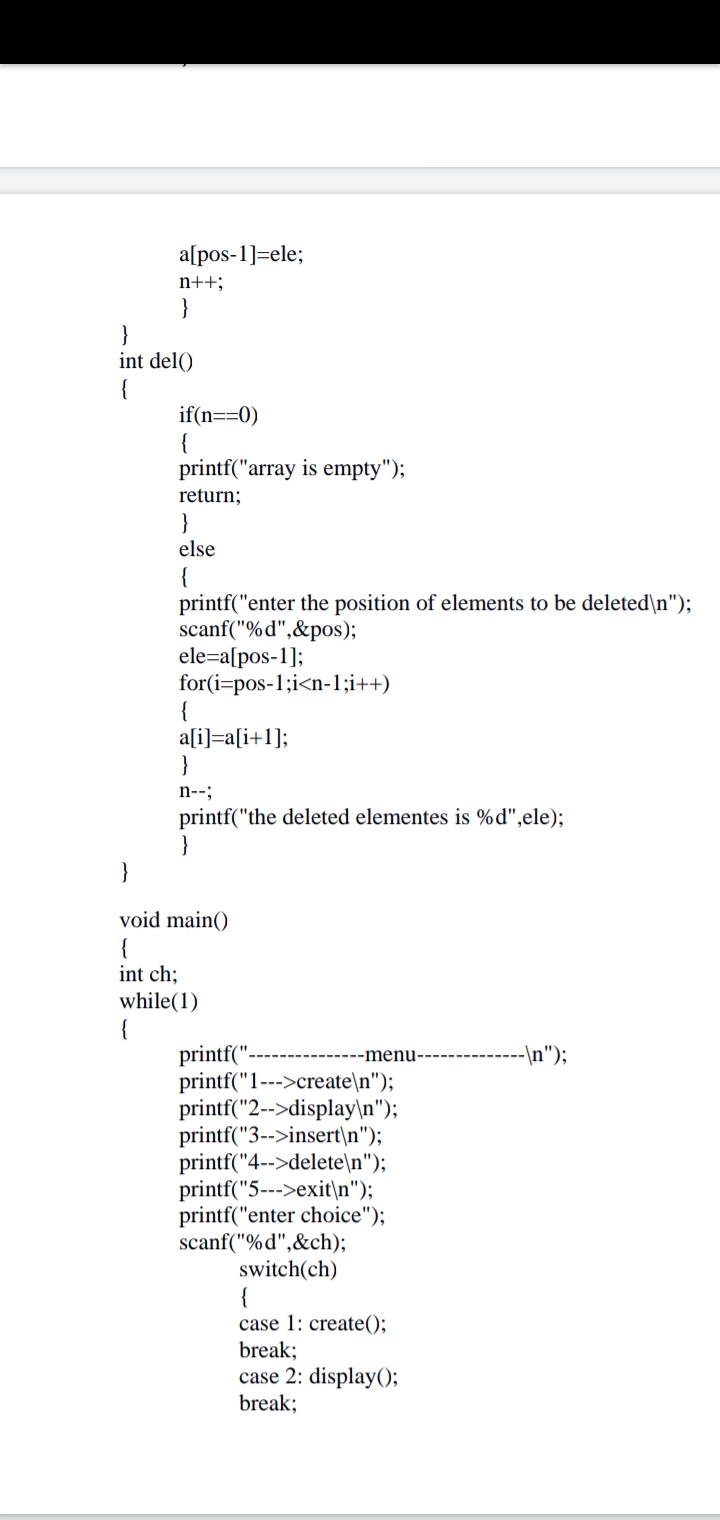 a[pos-1]=ele;
n++;
}
}
int del()
{
if(n==0)
{
printf("array is empty");
return;
}
else
{
printf("enter the position of elements to be deleted\n");
scanf("%d",&pos);
ele=a[pos-1];
for(i=pos-1;i<n-1;i++)
{
a[i]=a[i+1];
}
n--;
printf("the deleted elementes is %d",ele);
}
}
void main()
{
int ch;
while(1)
{
printf("---------------menu--------------\n");
printf("1--->create\n");
printf("2-->display\n");
printf("3-->insert\n");
printf("4-->delete\n");
printf("5--->exit\n");
printf("enter choice");
scanf("%d",&ch);
switch(ch)
{
case 1: create();
break;
case 2: display();
break;